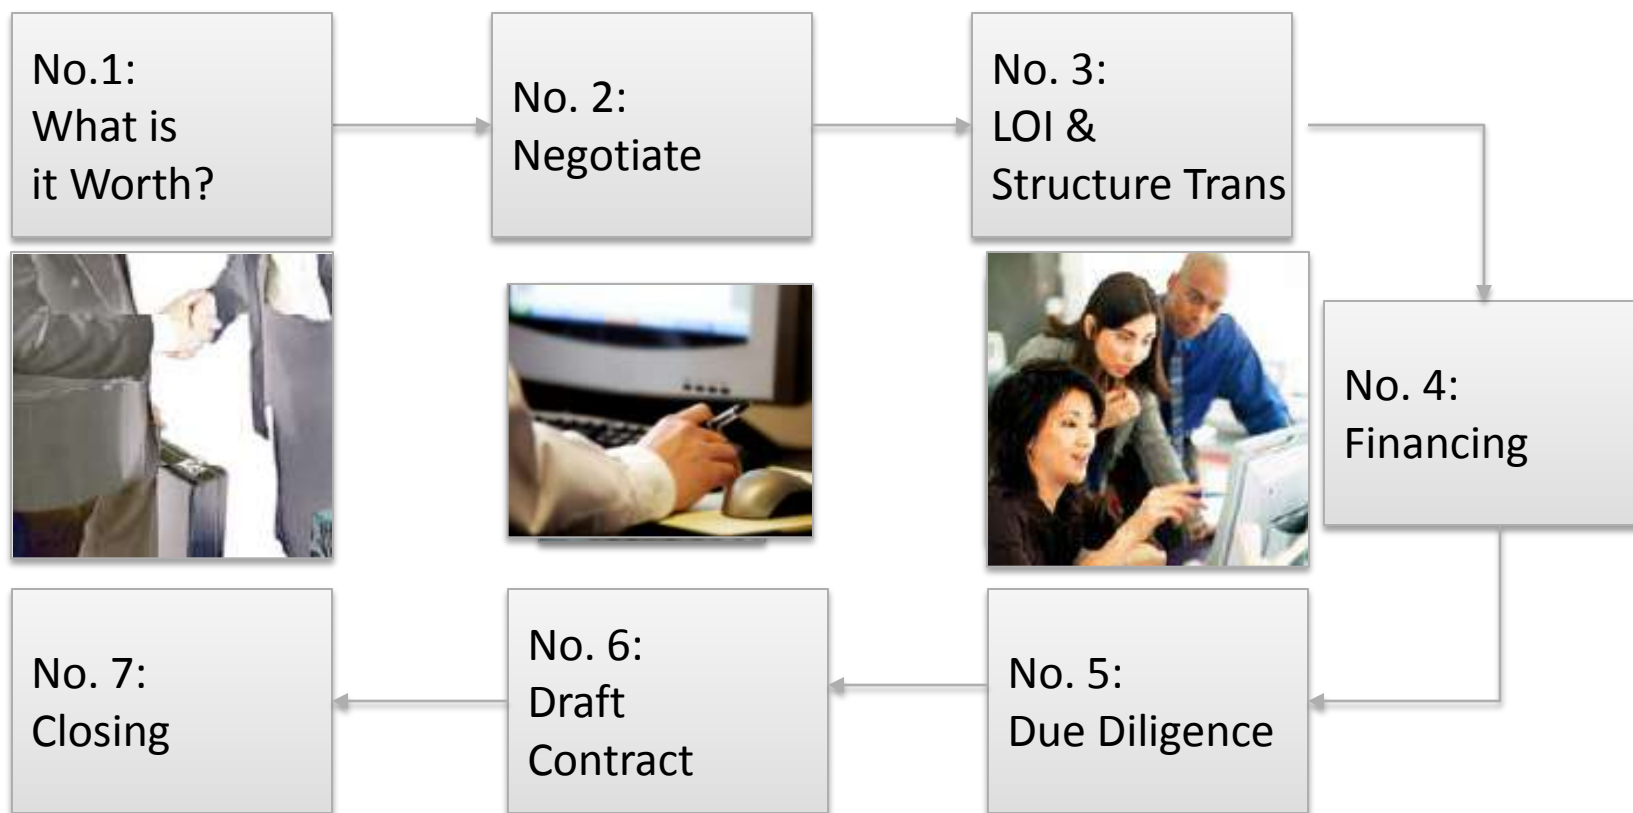 No.1:
What is
it Worth?
No. 2:
Negotiate
No. 3:
LOI &
Structure Trans
No. 4:
Financing
No. 5:
Due Diligence
No. 6:
Draft
Contract
No. 7:
Closing